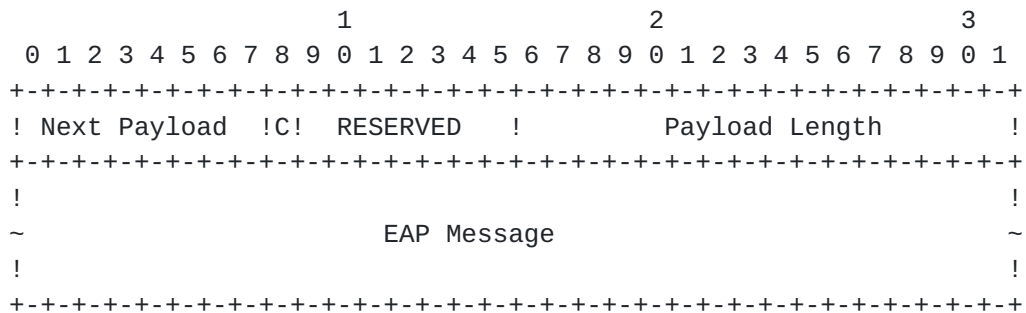 1                   2                   3
 0 1 2 3 4 5 6 7 8 9 0 1 2 3 4 5 6 7 8 9 0 1 2 3 4 5 6 7 8 9 0 1
+-+-+-+-+-+-+-+-+-+-+-+-+-+-+-+-+-+-+-+-+-+-+-+-+-+-+-+-+-+-+-+-+
! Next Payload  !C!  RESERVED   !         Payload Length        !
+-+-+-+-+-+-+-+-+-+-+-+-+-+-+-+-+-+-+-+-+-+-+-+-+-+-+-+-+-+-+-+-+
!                                                               !
~                       EAP Message                             ~
!                                                               !
+-+-+-+-+-+-+-+-+-+-+-+-+-+-+-+-+-+-+-+-+-+-+-+-+-+-+-+-+-+-+-+-+